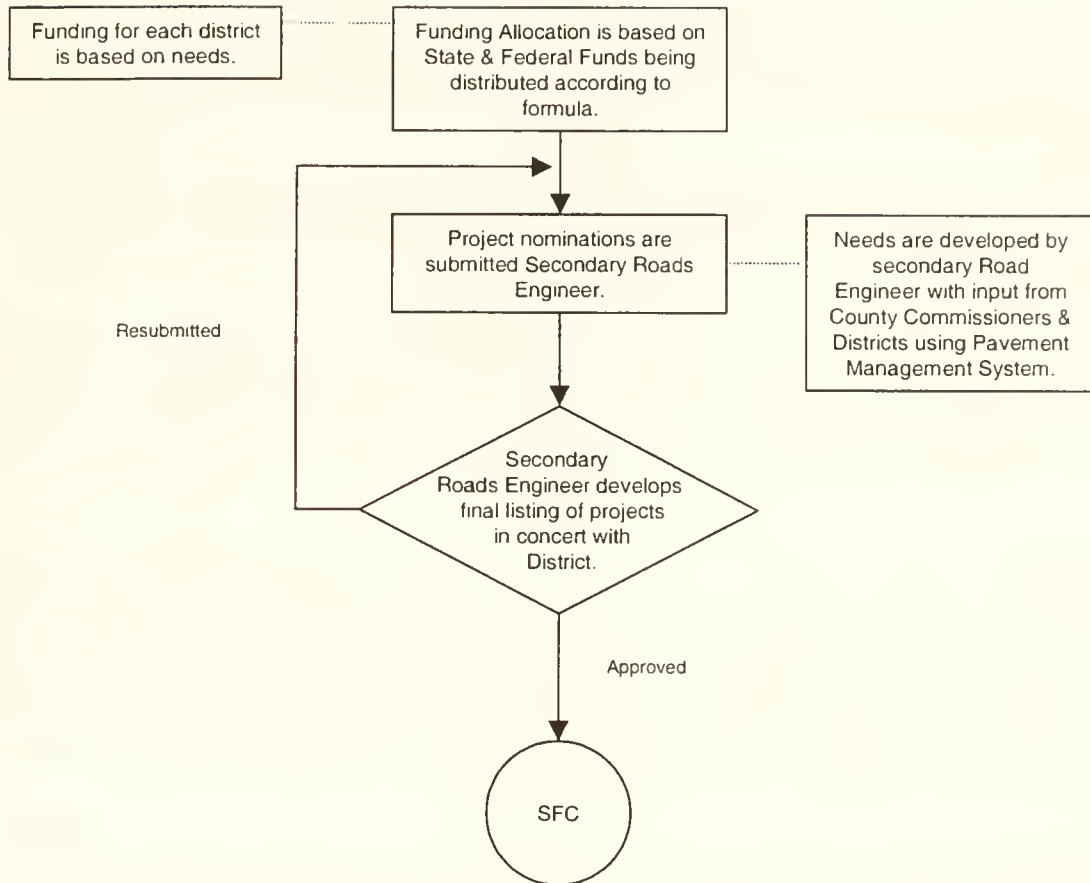 Funding for each district
is based on needs.
Funding Allocation is based on
State & Federal Funds being
distributed according to
formula.
Project nominations are
submitted Secondary Roads
Engineer.
Needs are developed by
secondary Road
Engineer with input from
County Commissioners &
Districts using Pavement
Management System.
Resubmitted
Secondary
Roads Engineer develops
final listing of projects
in concert with
District.
Approved
SFC